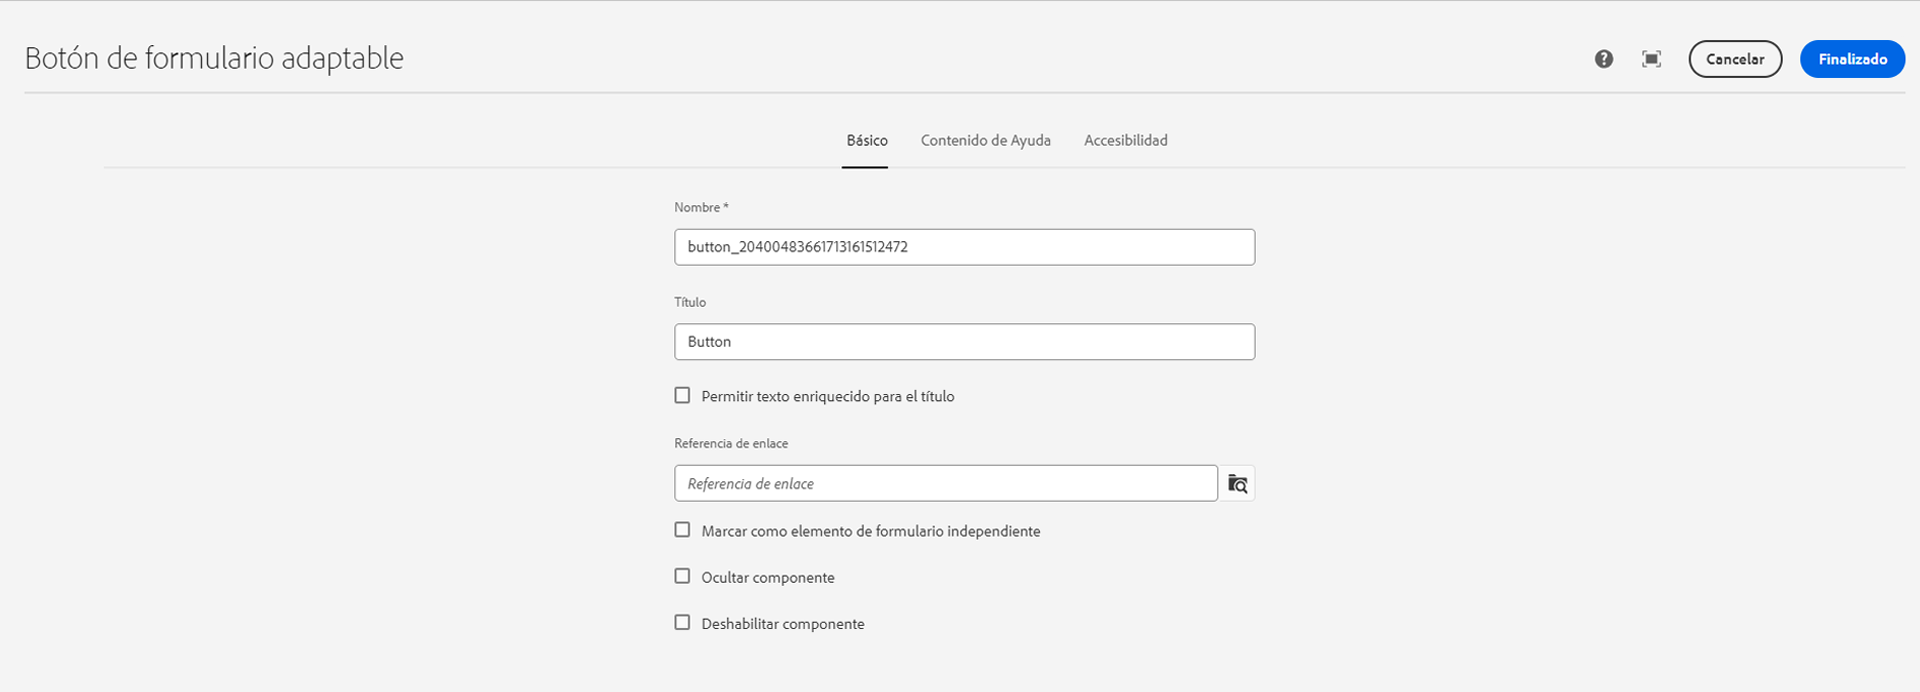 Botón de formulario adaptable
Cancelar
Finalizado
Básico
Contenido de Ayuda
Accesibilidad
Nombre *
button_20400483661713161512472
Título
Button
Permitir texto enriquecido para el título
Referencia de enlace
Referencia de enlace
Marcar como elemento de formulario independiente
Ocultar componente
Deshabilitar componente